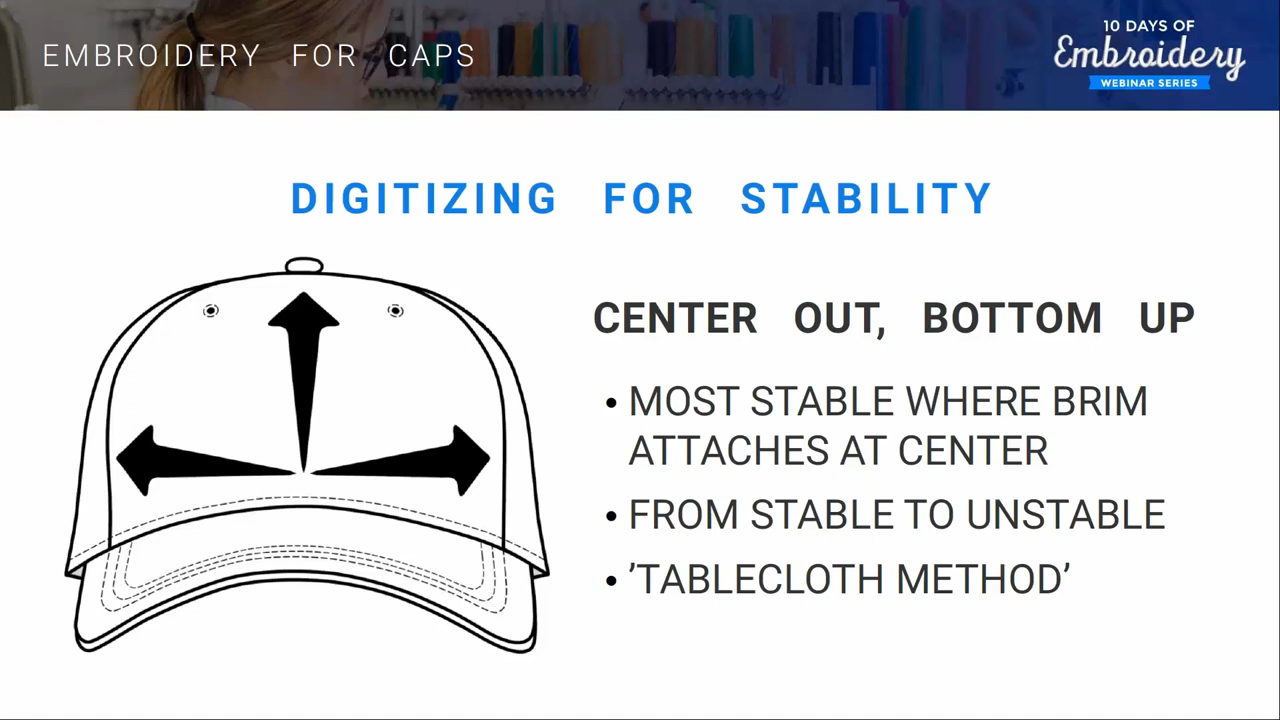 EMBROIDERY FOR CAPS
10 DAYS OF
Embroidery
WEBINAR SERIES
DIGITIZING FOR STABILITY
CENTER OUT, BOTTOM UP
• MOST STABLE WHERE BRIM
ATTACHES AT CENTER
• FROM STABLE TO UNSTABLE
• ’TABLECLOTH METHOD’